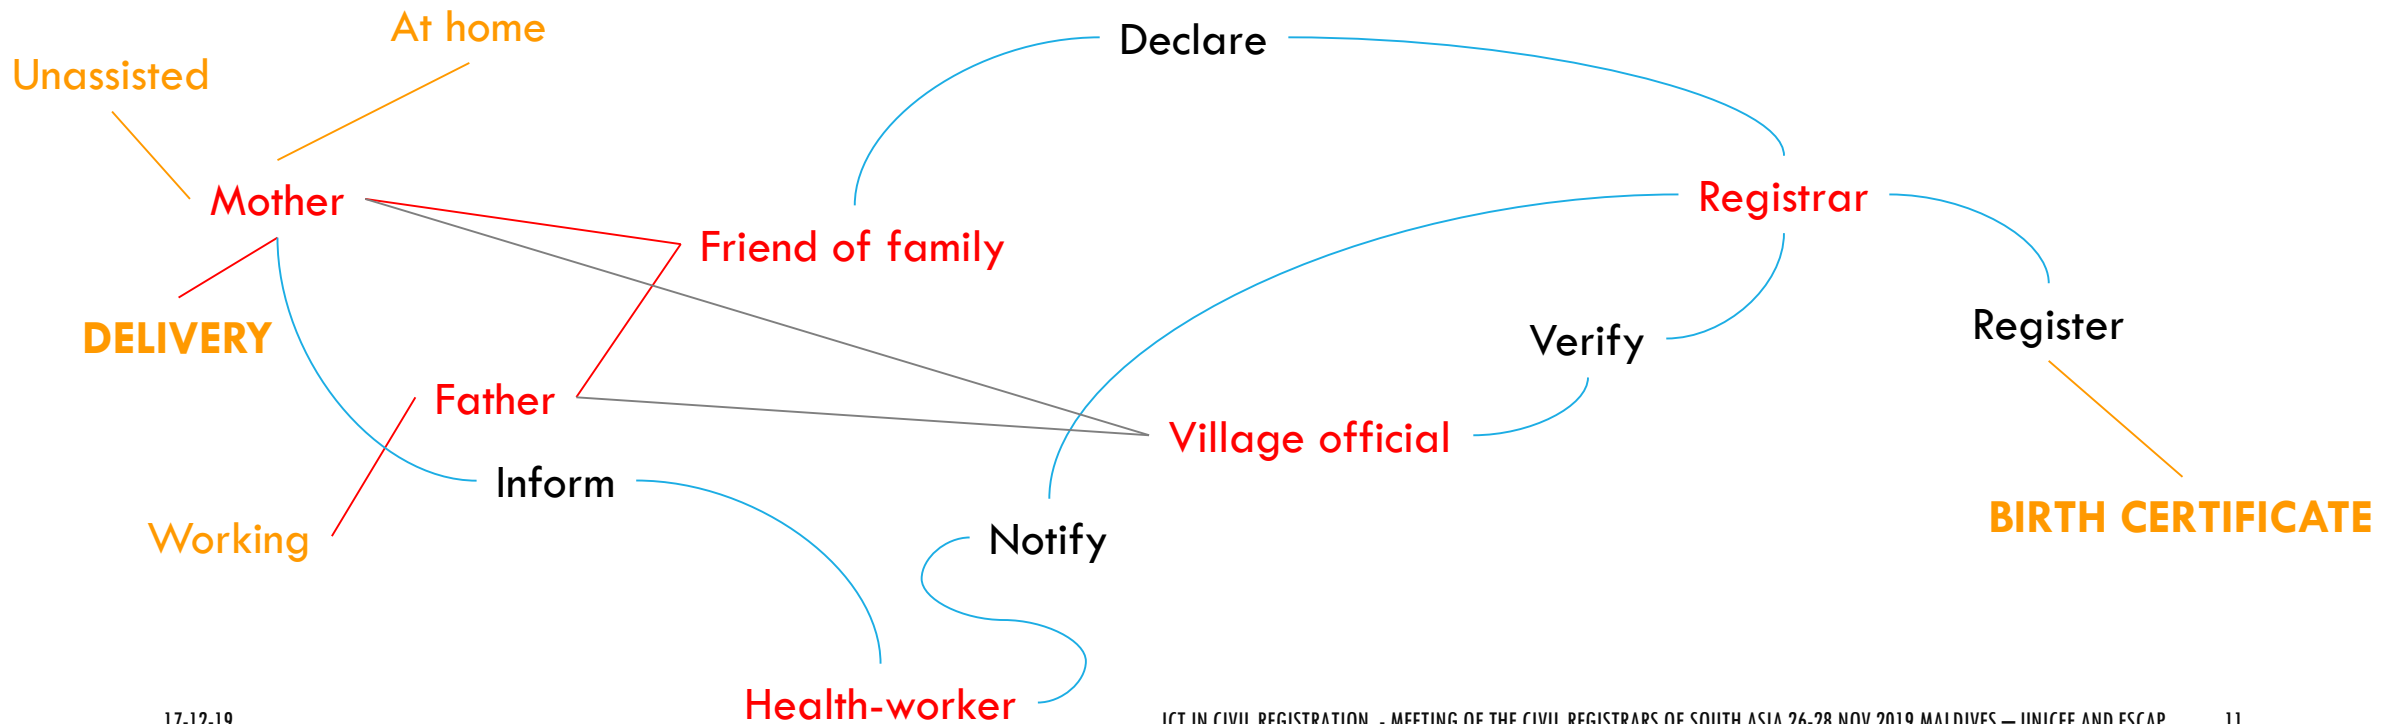 At home
Declare
Unassisted
Mother
Registrar
Friend of family
DELIVERY
Verify
Register
Father
Village official
Inform
Working
Notify
BIRTH CERTIFICATE
Health-worker
17-12-19
ICT IN CIVIL REGISTRATION - MEETING OF THE CIVIL REGISTRARS OF SOUTH ASIA 26-28 NOV 2019 MALDIVES – UNICEF AND ESCAP
11